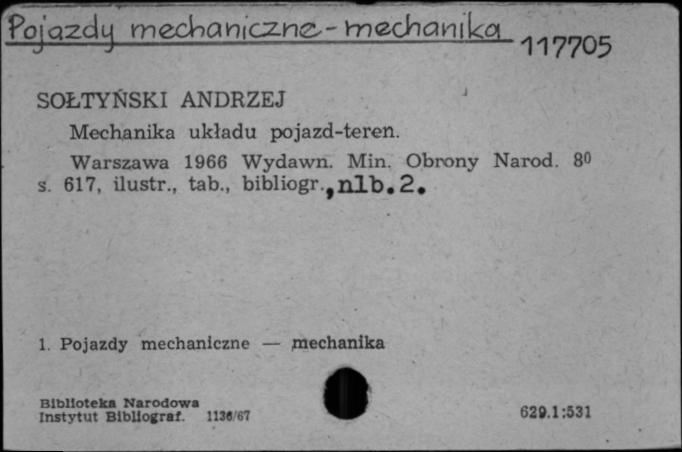 Pojazdy mechaniczne - mechanika
117705
SOŁTYŃSKI ANDRZEJ
Mechanika układu pojazd-teren.
Warszawa 1966 Wydawn. Min. Obrony Narod. 8⁰
s. 617, ilustr., tab., bibliogr., nlb. 2.
1. Pojazdy mechaniczne — mechanika
Biblioteka Narodowa
Instytut Bibliograf. 1136/67
629.1:531